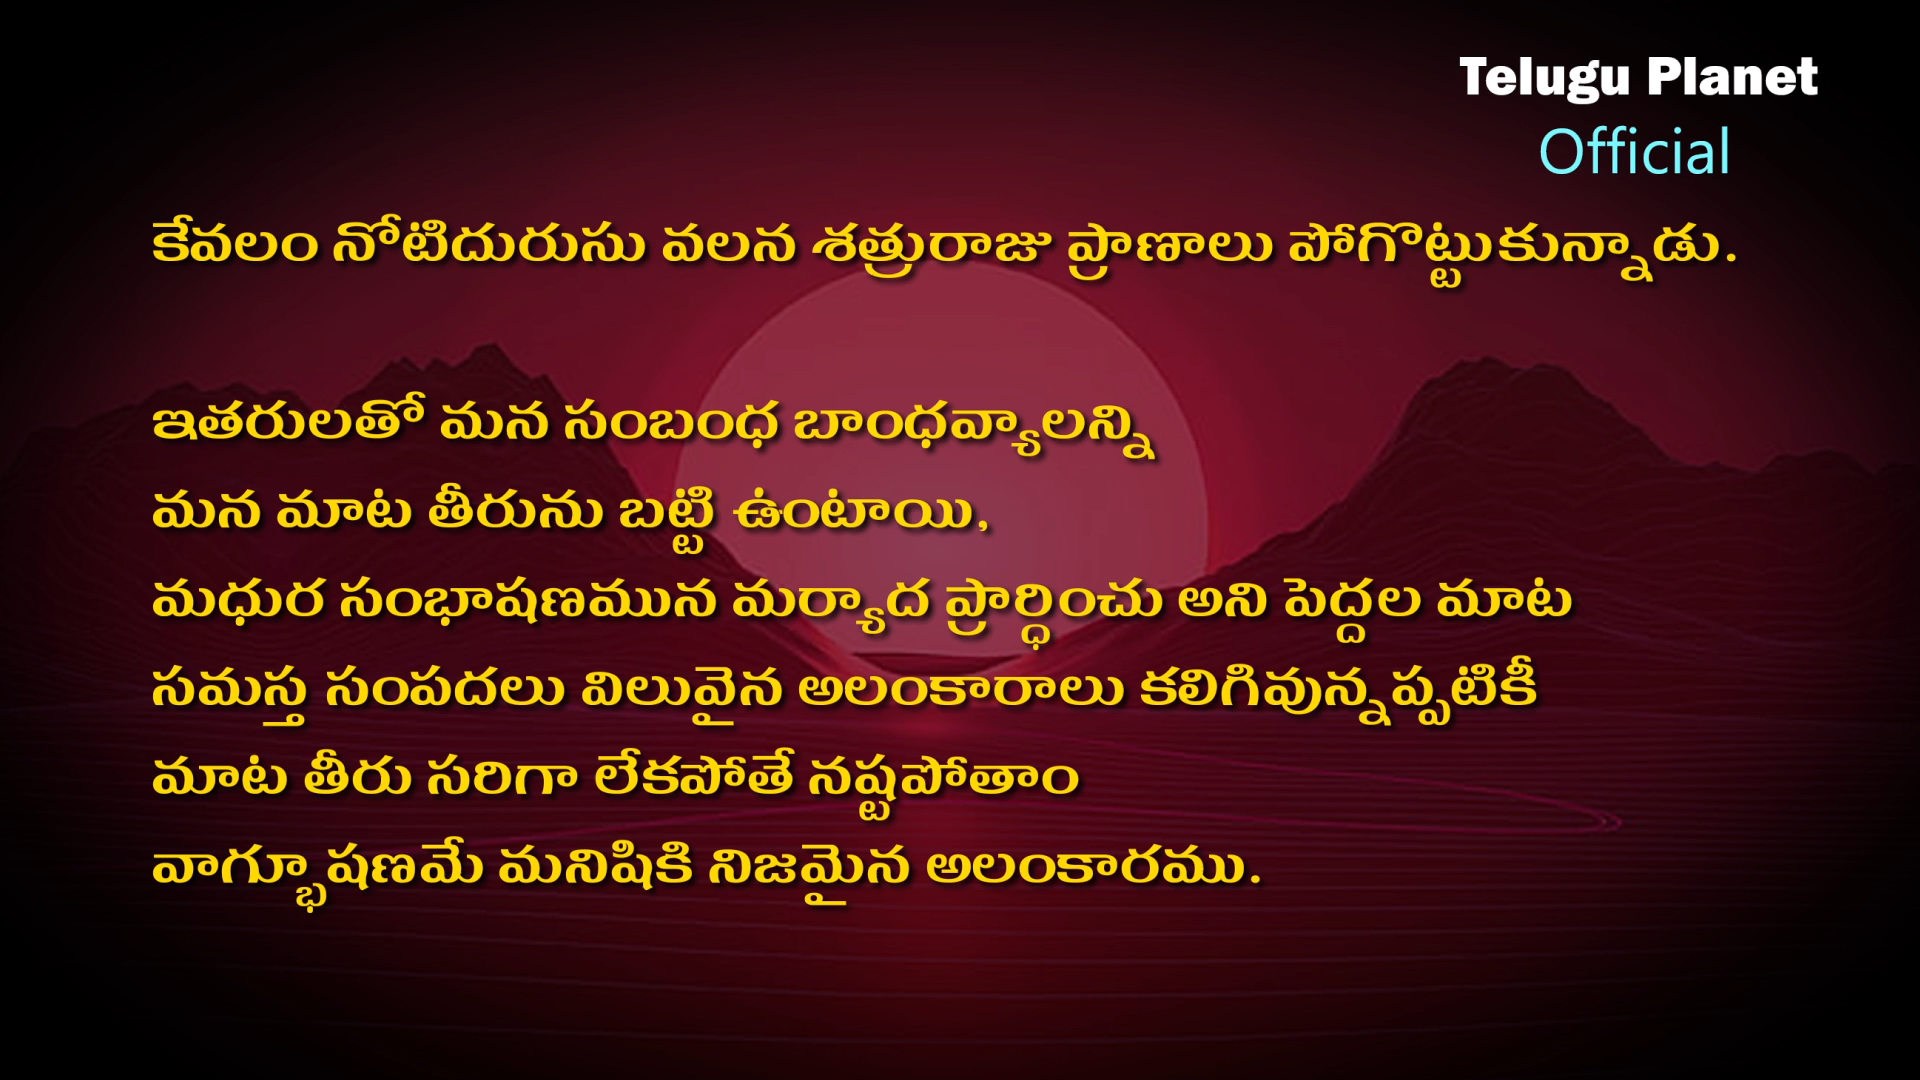 Telugu Planet
Official
కేవలం నోటిదురుసు వలన శత్రురాజు ప్రాణాలు పోగొట్టుకున్నాడు.
ఇతరులతో మన సంబంధ బాంధవ్యాలన్ని
మన మాట తీరును బట్టి ఉంటాయి,
మధుర సంభాషణమున మర్యాద ప్రార్ధించు అని పెద్దల మాట
సమస్త సంపదలు విలువైన అలంకారాలు కలిగివున్నప్పటికీ
మాట తీరు సరిగా లేకపోతే నష్టపోతాం
వాగ్భూషణమే మనిషికి నిజమైన అలంకారము.